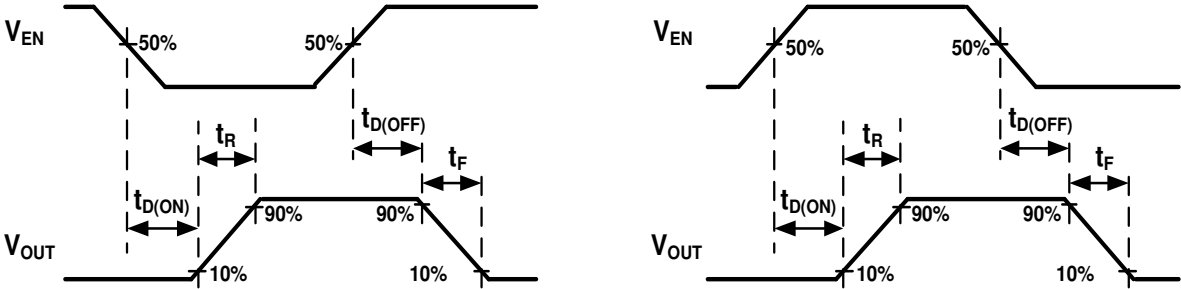 V_EN
50%
50%
t_D(OFF)
t_R
t_F
t_D(ON)
90%
90%
V_OUT
10%
10%
V_EN
50%
50%
t_D(OFF)
t_R
t_F
t_D(ON)
90%
90%
V_OUT
10%
10%